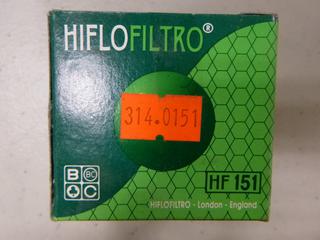 HIFLOFILTRO®
314.0151
B BC
C
HF 151
HIFLOFILTRO - London - England